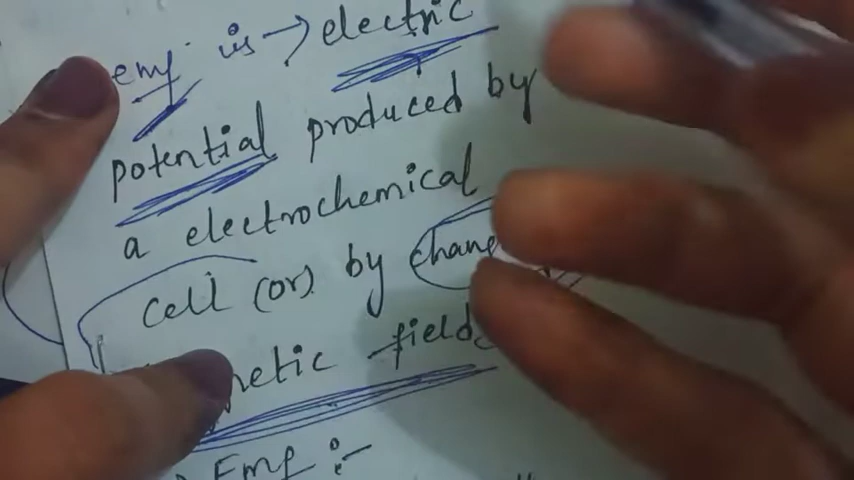 emf is → electric
potential produced by
a electrochemical
cell (or) by
field
Emf :-